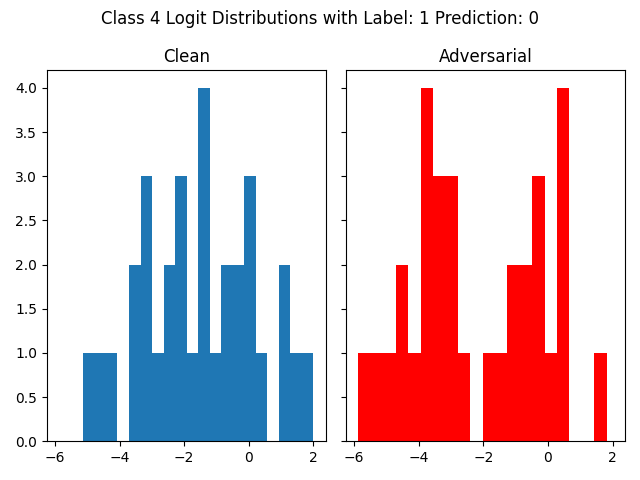 Class 4 Logit Distributions with Label: 1 Prediction: 0
Clean
Adversarial
4.0
3.5
3.0
2.5
2.0
1.5
1.0
0.5
0.0
−6 −4 −2 0 2
−6 −4 −2 0 2